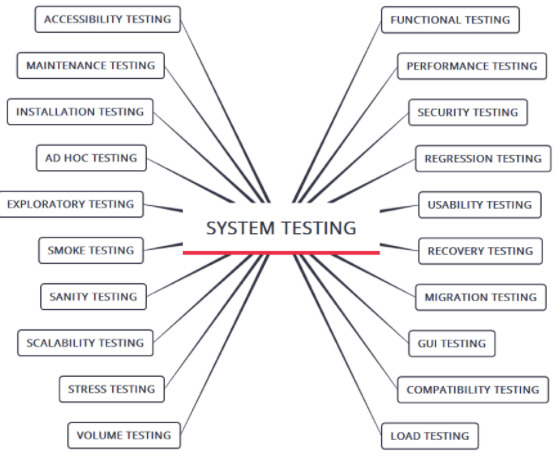 ACCESSIBILITY TESTING
FUNCTIONAL TESTING
MAINTENANCE TESTING
PERFORMANCE TESTING
INSTALLATION TESTING
SECURITY TESTING
AD HOC TESTING
REGRESSION TESTING
EXPLORATORY TESTING
USABILITY TESTING
SYSTEM TESTING
SMOKE TESTING
RECOVERY TESTING
SANITY TESTING
MIGRATION TESTING
SCALABILITY TESTING
GUI TESTING
STRESS TESTING
COMPATIBILITY TESTING
VOLUME TESTING
LOAD TESTING